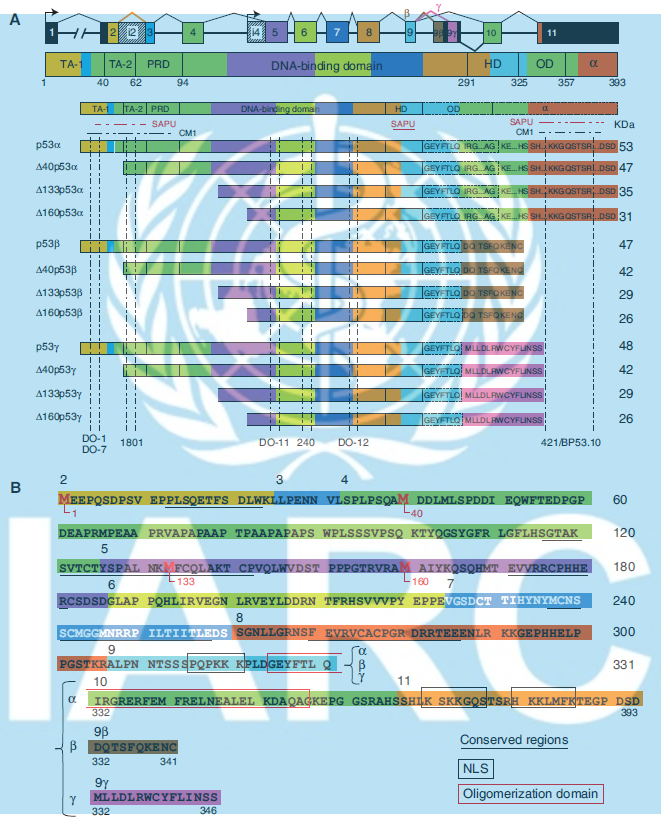 A
β γ
1 2 i2 3 4 i4 5 6 7 8 9 9β 9γ 10 11
TA-1 TA-2 PRD DNA-binding domain HD OD α
1 40 62 94 291 325 357 393
TA-1 TA-2 PRD DNA-binding domain HD OD α
SAPU SAPU SAPU KDa
CM1 CM1
p53α GEYFTLQ IRG...AG KE...HS SH...KKGQSTSR...DSD 53
Δ40p53α GEYFTLQ IRG...AG KE...HS SH...KKGQSTSR...DSD 47
Δ133p53α GEYFTLQ IRG...AG KE...HS SH...KKGQSTSR...DSD 35
Δ160p53α GEYFTLQ IRG...AG KE...HS SH...KKGQSTSR...DSD 31
p53β GEYFTLQ DQTSFQKENC 47
Δ40p53β GEYFTLQ DQTSFQKENC 42
Δ133p53β GEYFTLQ DQTSFQKENC 29
Δ160p53β GEYFTLQ DQTSFQKENC 26
p53γ GEYFTLQ MLLDLRWCYFLINSS 48
Δ40p53γ GEYFTLQ MLLDLRWCYFLINSS 42
Δ133p53γ GEYFTLQ MLLDLRWCYFLINSS 29
Δ160p53γ GEYFTLQ MLLDLRWCYFLINSS 26
DO-1 1801 DO-11 240 DO-12 421/BP53.10
DO-7
B
2 3 4
MEEPQSDPSV EPPLSQETFS DLWKLLPENN VLSPLPSQAM DDLMLSPDDI EQWFTEDPGP 60
1 40
DEAPRMPEAA PRVAPAPAAP TPAAPAPAPS WPLSSSVPSQ KTYQGSYGFR LGFLHSGTAK 120
5
SVTCTYSPAL NKMFCQLAKT CPVQLWVDST PPPGTRVRAM AIYKQSQHMT EVVRRCPHHE 180
133 160
6 7
RCSDSDGLAP PQHLIRVEGN LRVEYLDDRN TFRHSVVVPY EPPEVGSDCT TIHYNYMCNS 240
8
SCMGGMNRRP ILTIITLEDS SGNLLGRNSF EVRVCACPGR DRRTEEENLR KKGEPHHELP 300
9
PGSTKRALPN NTSSSPQPKK KPLDGEYFTL Q α β γ 331
10 11
α IRGRERFEMF RELNEALELK DAQAGKEPGG SRAHSSHLKS KKGQSTSRHK KLMFKTEGPDSD
332 393
9β
β DQTSFQKENC
332 341
9γ
γ MLLDLRWCYFLINSS
332 346
Conserved regions
NLS
Oligomerization domain
IARC